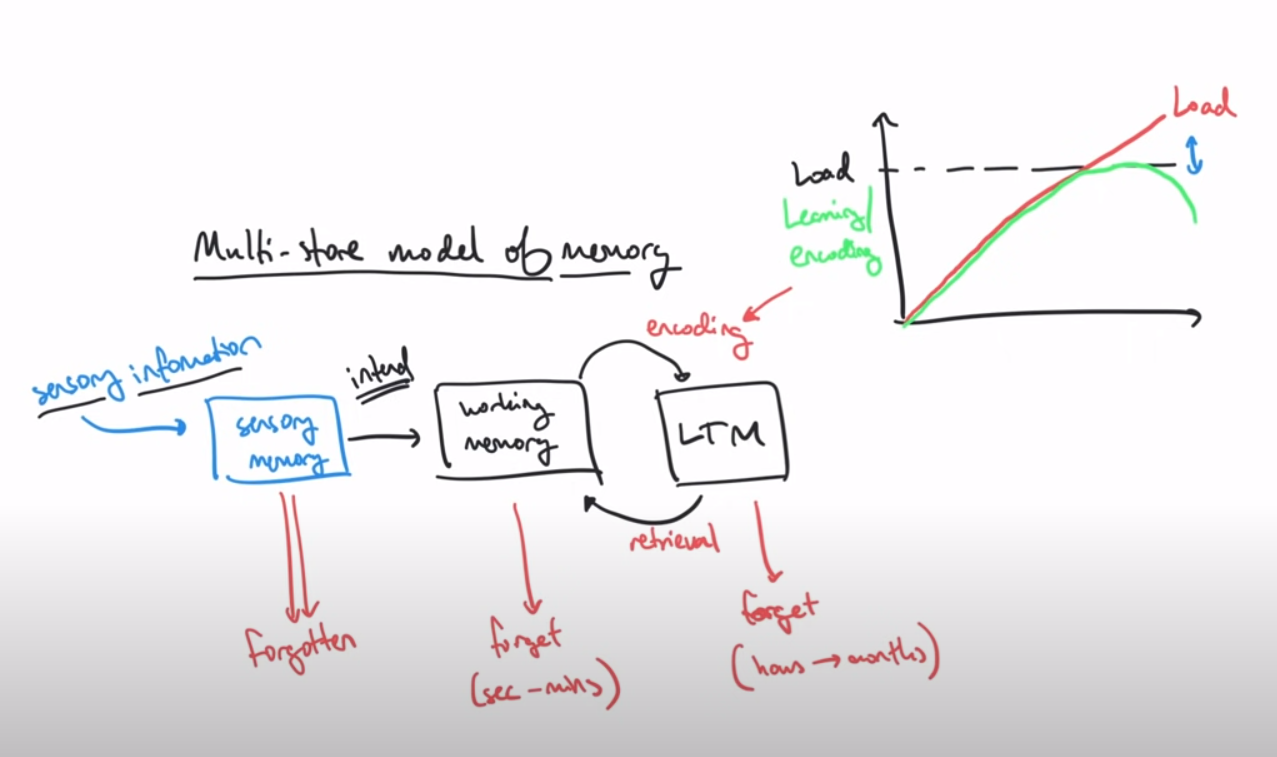 Load
Load
Learning/
encoding
Multi-store model of memory
encoding
sensory information
intend
sensory
memory
working
memory
LTM
retrieval
forgotten
forget
(sec - mins)
forget
(hours → months)